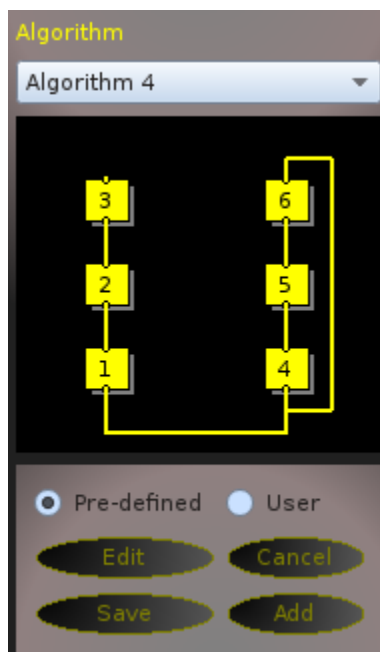 Algorithm
Algorithm 4
3 6
2 5
1 4
Pre-defined User
Edit Cancel
Save Add